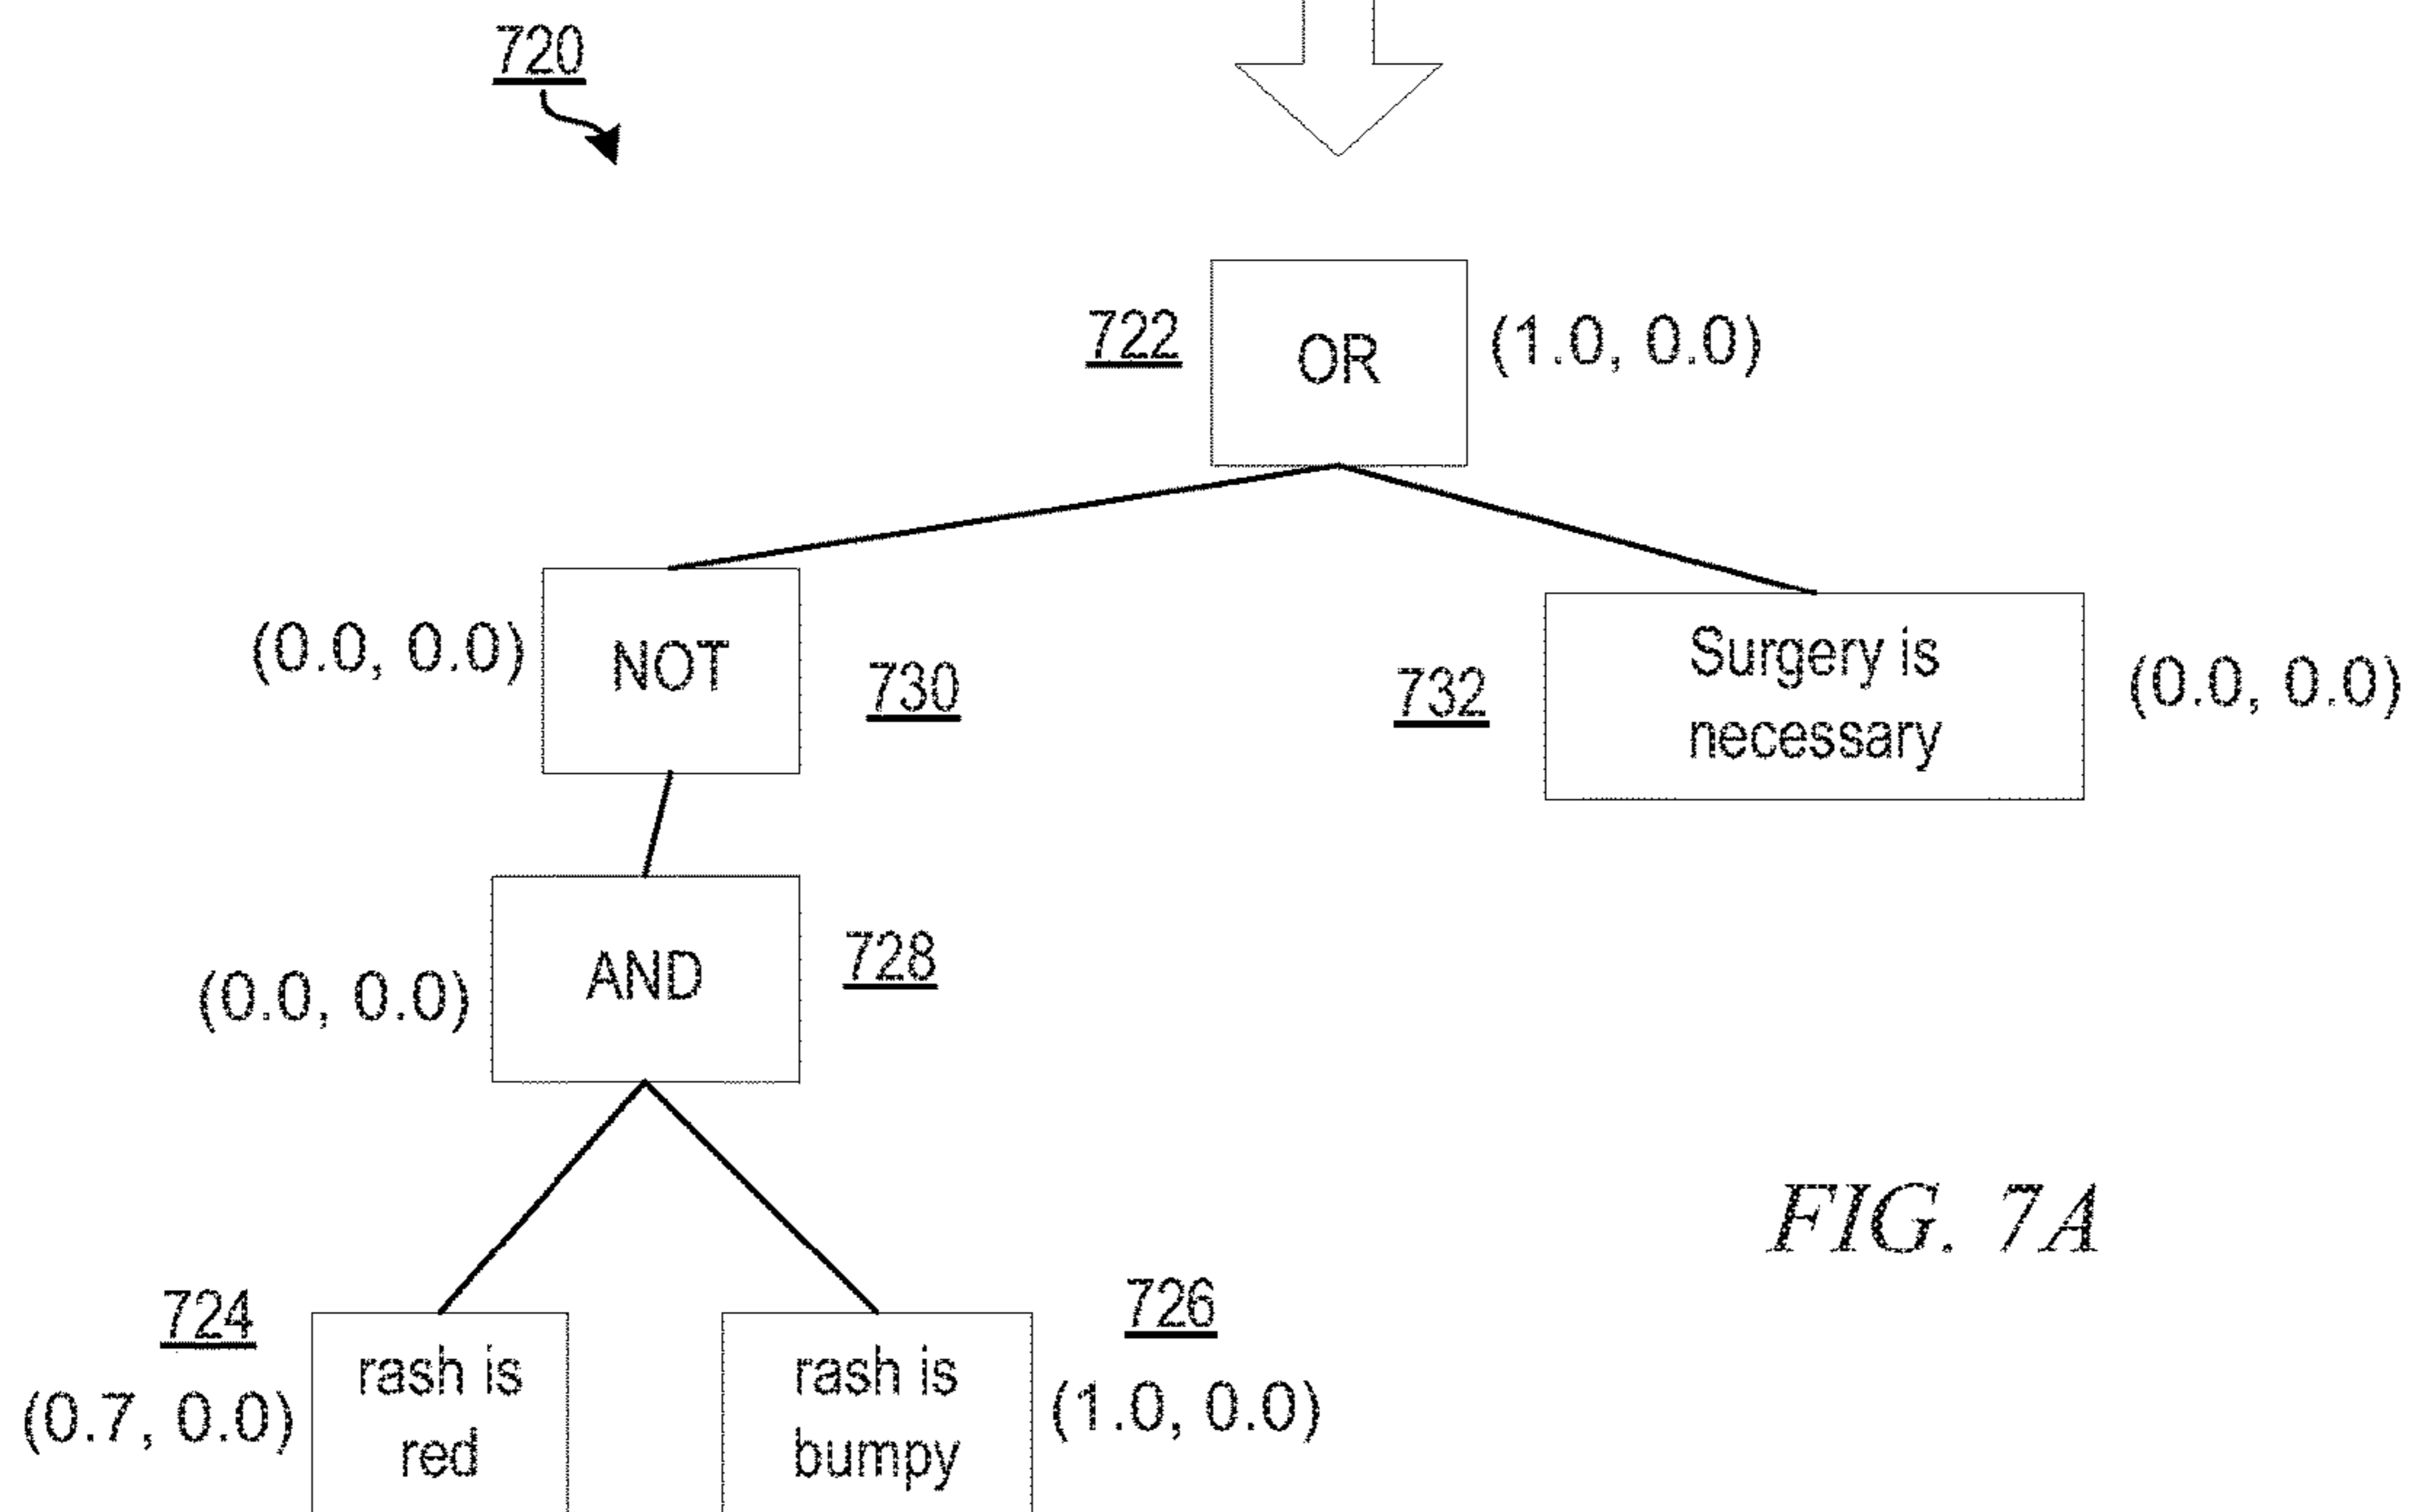 720
722
OR
(1.0, 0.0)
(0.0, 0.0)
NOT
730
732
Surgery is
necessary
(0.0, 0.0)
(0.0, 0.0)
AND
728
724
(0.7, 0.0)
rash is
red
rash is
bumpy
726
(1.0, 0.0)
FIG. 7A